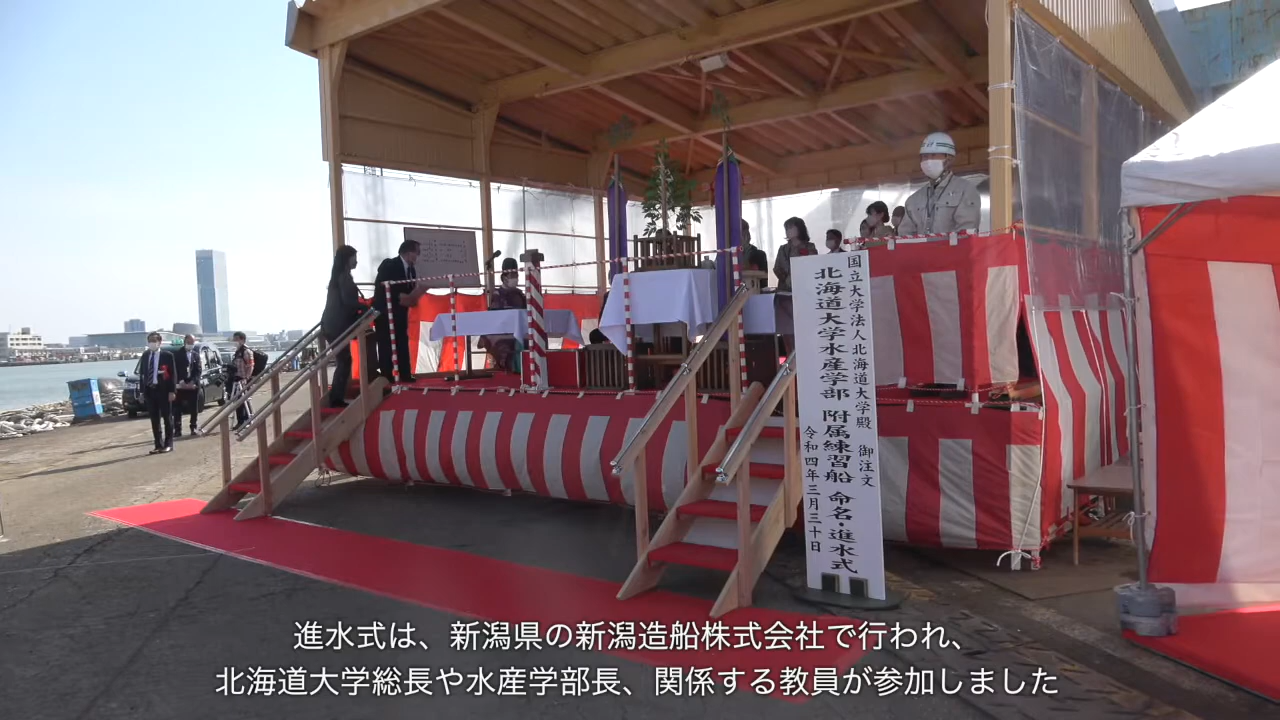 国立大学法人北海道大学殿 御注文
北海道大学水産学部 附属練習船 命名・進水式
令和四年三月三十日
進水式は、新潟県の新潟造船株式会社で行われ、
北海道大学総長や水産学部長、関係する教員が参加しました